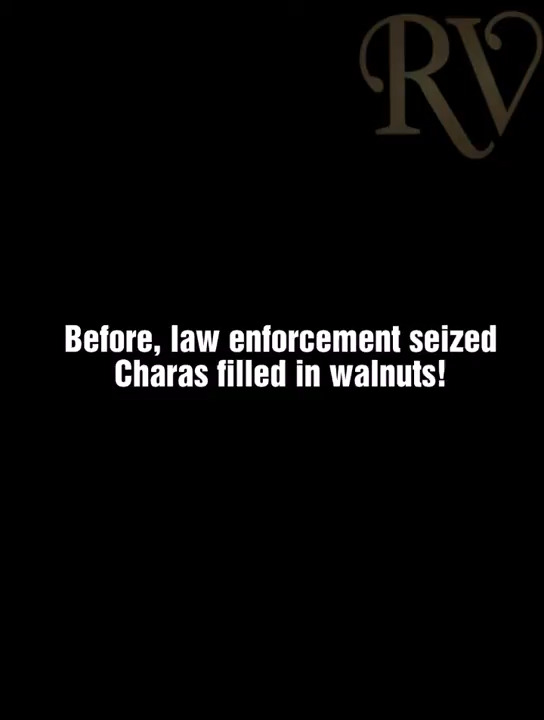 RV
Before, law enforcement seized
Charas filled in walnuts!